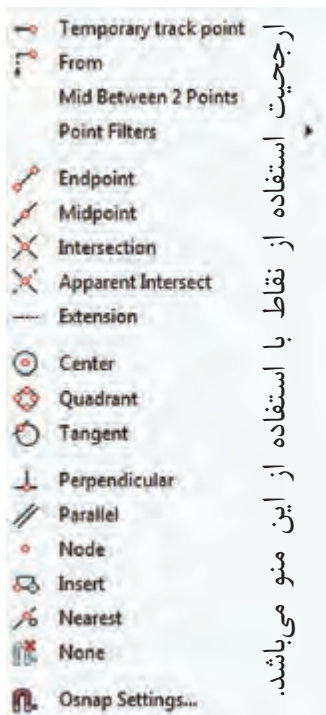 Temporary track point
From
Mid Between 2 Points
Point Filters
Endpoint
Midpoint
Intersection
Apparent Intersect
Extension
Center
Quadrant
Tangent
Perpendicular
Parallel
Node
Insert
Nearest
None
Osnap Settings...
ارجحیت استفاده از نقاط با استفاده از این منو می‌باشد.